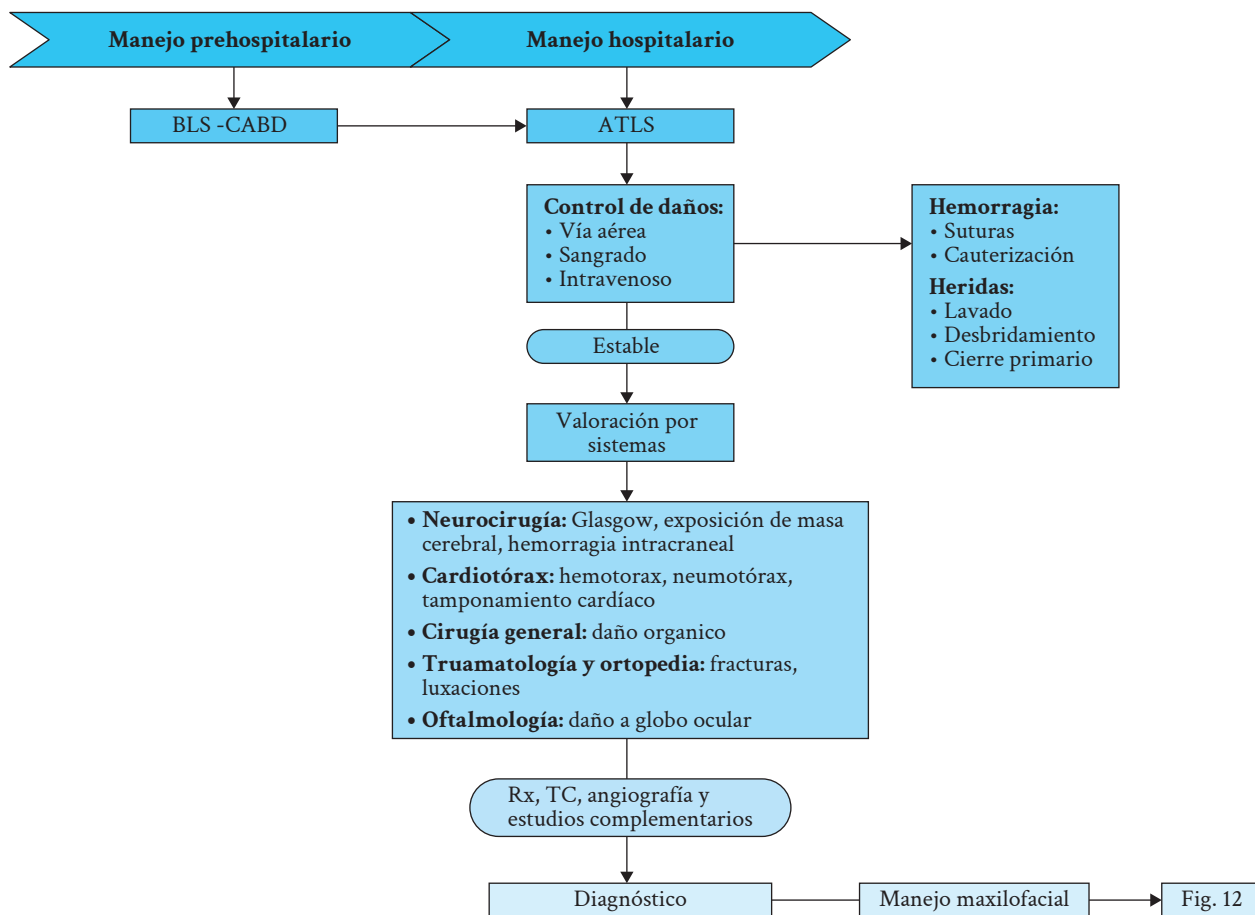 Manejo prehospitalario
Manejo hospitalario
BLS -CABD
ATLS
Control de daños:
• Vía aérea
• Sangrado
• Intravenoso
Hemorragia:
• Suturas
• Cauterización
Heridas:
• Lavado
• Desbridamiento
• Cierre primario
Estable
Valoración por
sistemas
• Neurocirugía: Glasgow, exposición de masa
cerebral, hemorragia intracraneal
• Cardiotórax: hemotorax, neumotórax,
tamponamiento cardíaco
• Cirugía general: daño organico
• Truamatología y ortopedia: fracturas,
luxaciones
• Oftalmología: daño a globo ocular
Rx, TC, angiografía y
estudios complementarios
Diagnóstico
Manejo maxilofacial
Fig. 12